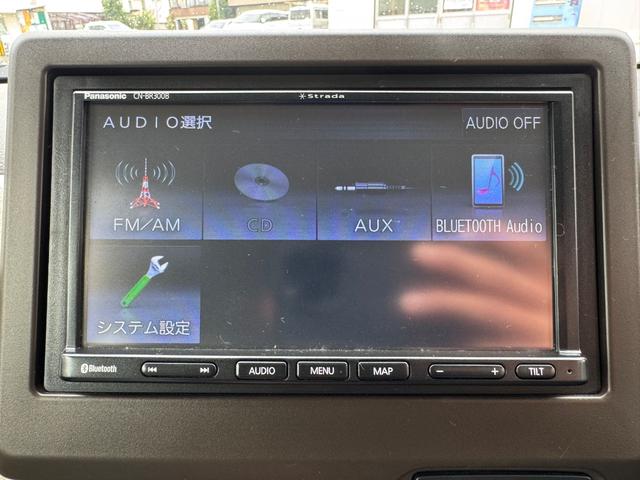 Panasonic CN-BR300B
Strada
AUDIO選択
AUDIO OFF
FM/AM
CD
AUX
BLUETOOTH Audio
システム設定
Bluetooth
AUDIO
MENU
MAP
− +
TILT